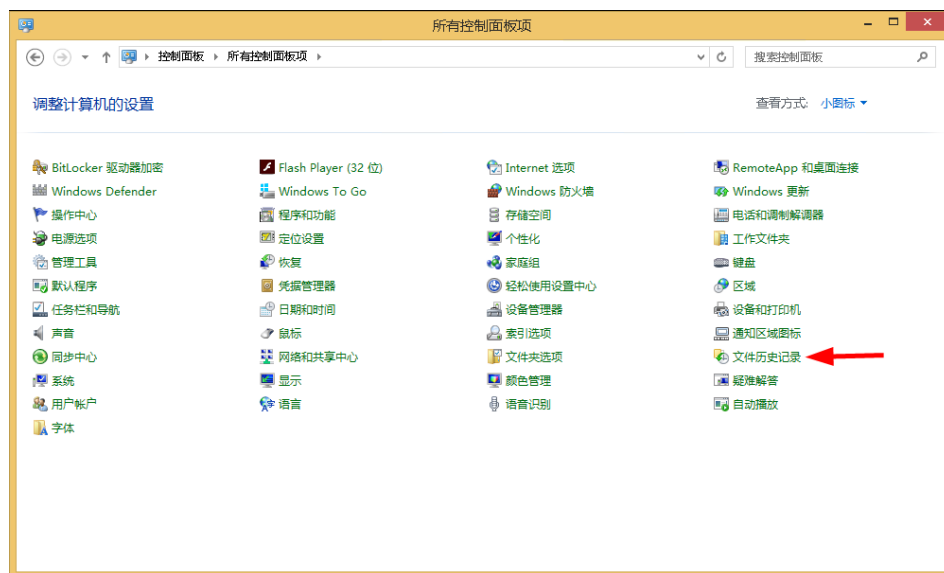 所有控制面板项
控制面板 所有控制面板项
搜索控制面板
调整计算机的设置
查看方式: 小图标
BitLocker 驱动器加密 Flash Player (32 位) Internet 选项 RemoteApp 和桌面连接
Windows Defender Windows To Go Windows 防火墙 Windows 更新
操作中心 程序和功能 存储空间 电话和调制解调器
电源选项 定位设置 个性化 工作文件夹
管理工具 恢复 家庭组 键盘
默认程序 凭据管理器 轻松使用设置中心 区域
任务栏和导航 日期和时间 设备管理器 设备和打印机
声音 鼠标 索引选项 通知区域图标
同步中心 网络和共享中心 文件夹选项 文件历史记录
系统 显示 颜色管理 疑难解答
用户帐户 语言 语音识别 自动播放
字体